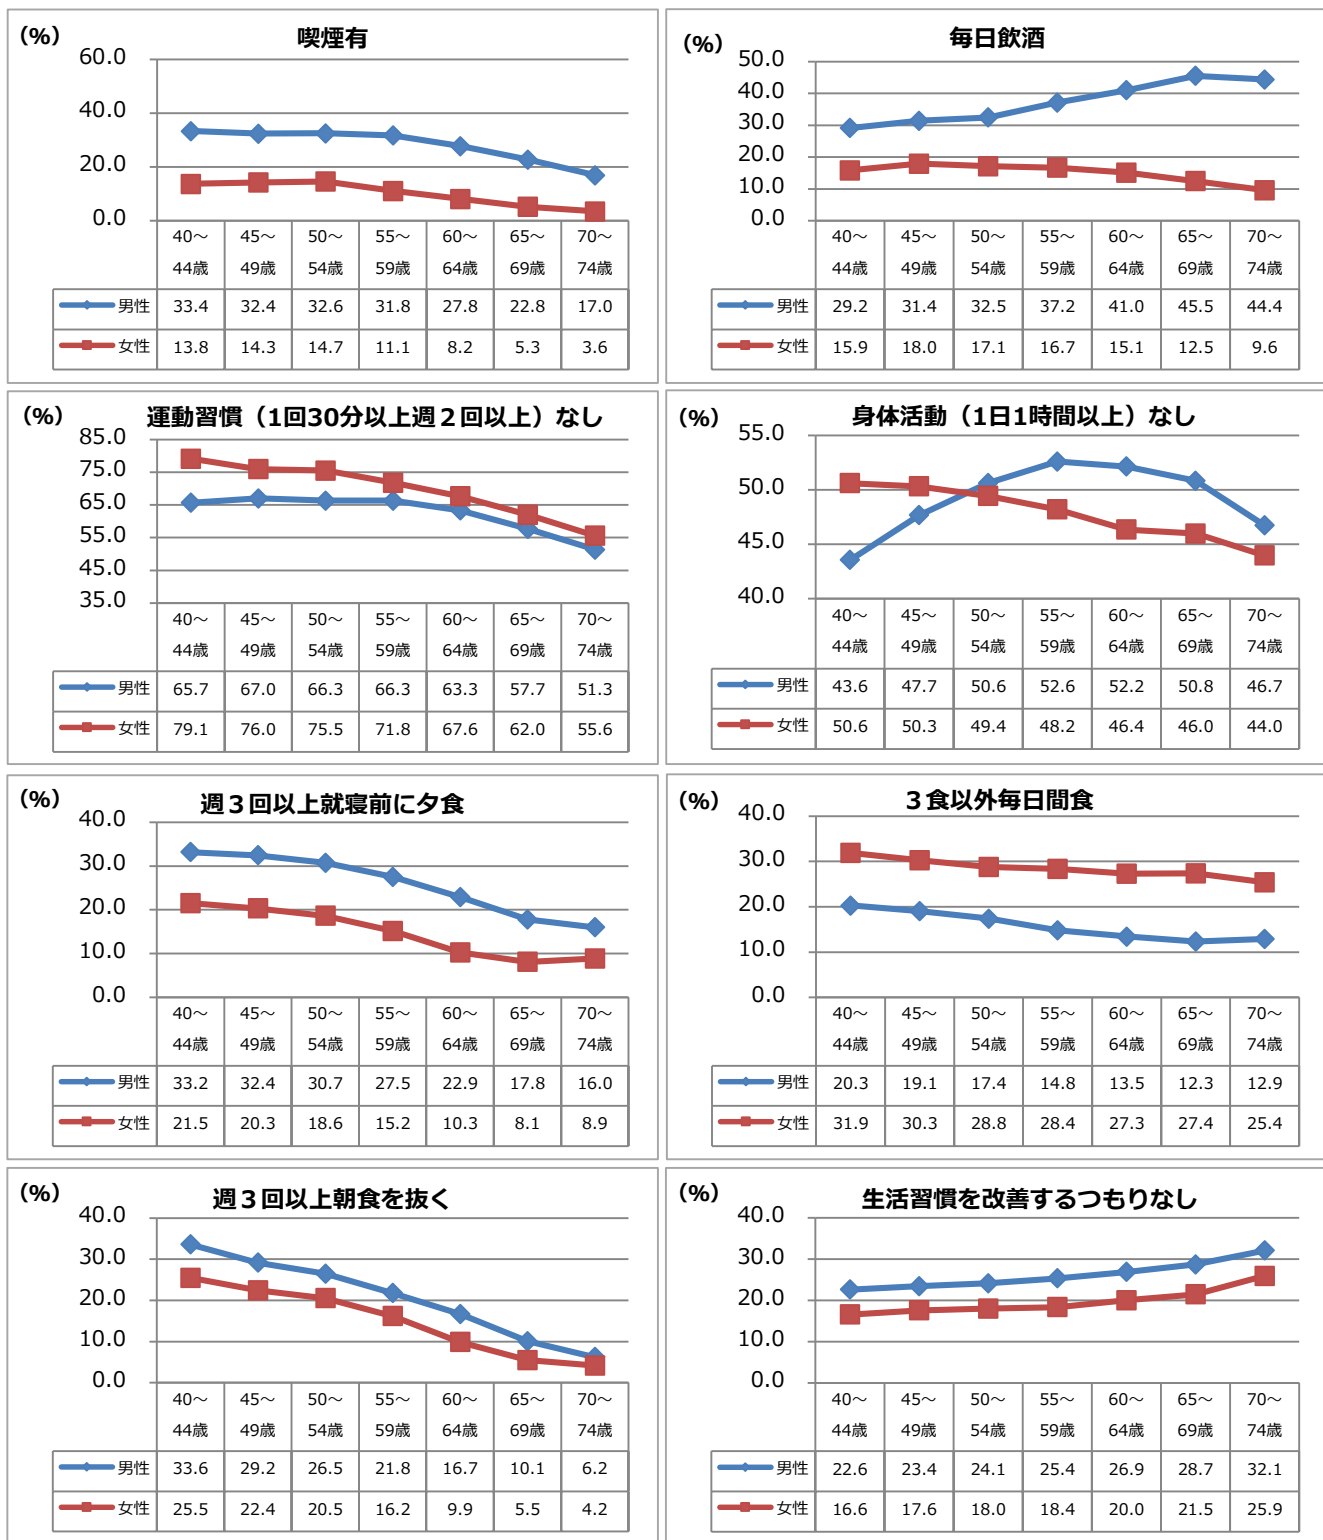 (%)
喫煙有
60.0
40.0
20.0
0.0
40～ 45～ 50～ 55～ 60～ 65～ 70～
44歳 49歳 54歳 59歳 64歳 69歳 74歳
男性 33.4 32.4 32.6 31.8 27.8 22.8 17.0
女性 13.8 14.3 14.7 11.1 8.2 5.3 3.6
(%)
毎日飲酒
50.0
40.0
30.0
20.0
10.0
0.0
40～ 45～ 50～ 55～ 60～ 65～ 70～
44歳 49歳 54歳 59歳 64歳 69歳 74歳
男性 29.2 31.4 32.5 37.2 41.0 45.5 44.4
女性 15.9 18.0 17.1 16.7 15.1 12.5 9.6
(%)
運動習慣（1回30分以上週２回以上）なし
85.0
75.0
65.0
55.0
45.0
35.0
40～ 45～ 50～ 55～ 60～ 65～ 70～
44歳 49歳 54歳 59歳 64歳 69歳 74歳
男性 65.7 67.0 66.3 66.3 63.3 57.7 51.3
女性 79.1 76.0 75.5 71.8 67.6 62.0 55.6
(%)
身体活動（1日1時間以上）なし
55.0
50.0
45.0
40.0
40～ 45～ 50～ 55～ 60～ 65～ 70～
44歳 49歳 54歳 59歳 64歳 69歳 74歳
男性 43.6 47.7 50.6 52.6 52.2 50.8 46.7
女性 50.6 50.3 49.4 48.2 46.4 46.0 44.0
(%)
週３回以上就寝前に夕食
40.0
30.0
20.0
10.0
0.0
40～ 45～ 50～ 55～ 60～ 65～ 70～
44歳 49歳 54歳 59歳 64歳 69歳 74歳
男性 33.2 32.4 30.7 27.5 22.9 17.8 16.0
女性 21.5 20.3 18.6 15.2 10.3 8.1 8.9
(%)
３食以外毎日間食
40.0
30.0
20.0
10.0
0.0
40～ 45～ 50～ 55～ 60～ 65～ 70～
44歳 49歳 54歳 59歳 64歳 69歳 74歳
男性 20.3 19.1 17.4 14.8 13.5 12.3 12.9
女性 31.9 30.3 28.8 28.4 27.3 27.4 25.4
(%)
週３回以上朝食を抜く
40.0
30.0
20.0
10.0
0.0
40～ 45～ 50～ 55～ 60～ 65～ 70～
44歳 49歳 54歳 59歳 64歳 69歳 74歳
男性 33.6 29.2 26.5 21.8 16.7 10.1 6.2
女性 25.5 22.4 20.5 16.2 9.9 5.5 4.2
(%)
生活習慣を改善するつもりなし
40.0
30.0
20.0
10.0
0.0
40～ 45～ 50～ 55～ 60～ 65～ 70～
44歳 49歳 54歳 59歳 64歳 69歳 74歳
男性 22.6 23.4 24.1 25.4 26.9 28.7 32.1
女性 16.6 17.6 18.0 18.4 20.0 21.5 25.9